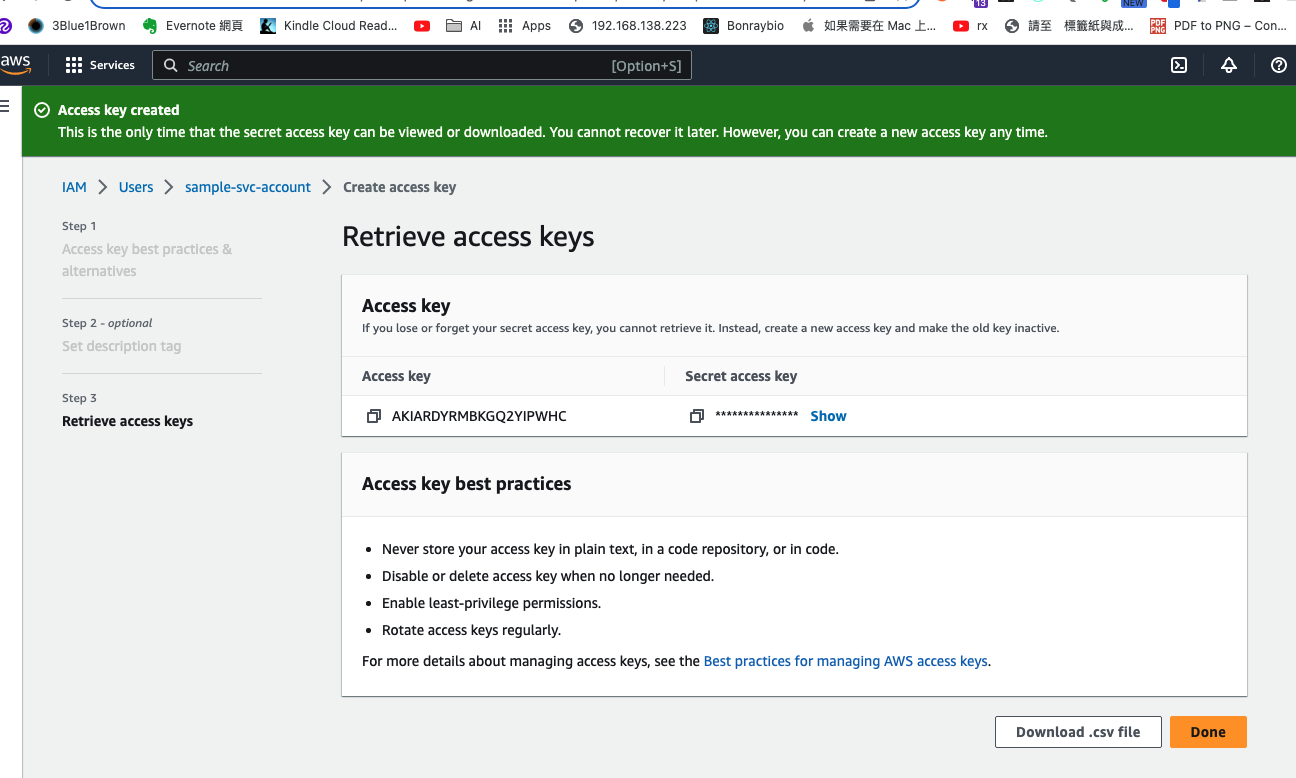 3Blue1Brown Evernote 網頁 Kindle Cloud Read... AI Apps 192.168.138.223 Bonraybio 如果需要在 Mac 上... rx 請至 標籤紙與成... PDF to PNG – Con...
13 NEW
aws Services Search [Option+S]
Access key created
This is the only time that the secret access key can be viewed or downloaded. You cannot recover it later. However, you can create a new access key any time.
IAM > Users > sample-svc-account > Create access key
Step 1
Access key best practices &
alternatives
Step 2 - optional
Set description tag
Step 3
Retrieve access keys
Retrieve access keys
Access key
If you lose or forget your secret access key, you cannot retrieve it. Instead, create a new access key and make the old key inactive.
Access key Secret access key
AKIARDYRMBKGQ2YIPWHC *************** Show
Access key best practices
• Never store your access key in plain text, in a code repository, or in code.
• Disable or delete access key when no longer needed.
• Enable least-privilege permissions.
• Rotate access keys regularly.
For more details about managing access keys, see the Best practices for managing AWS access keys.
Download .csv file Done